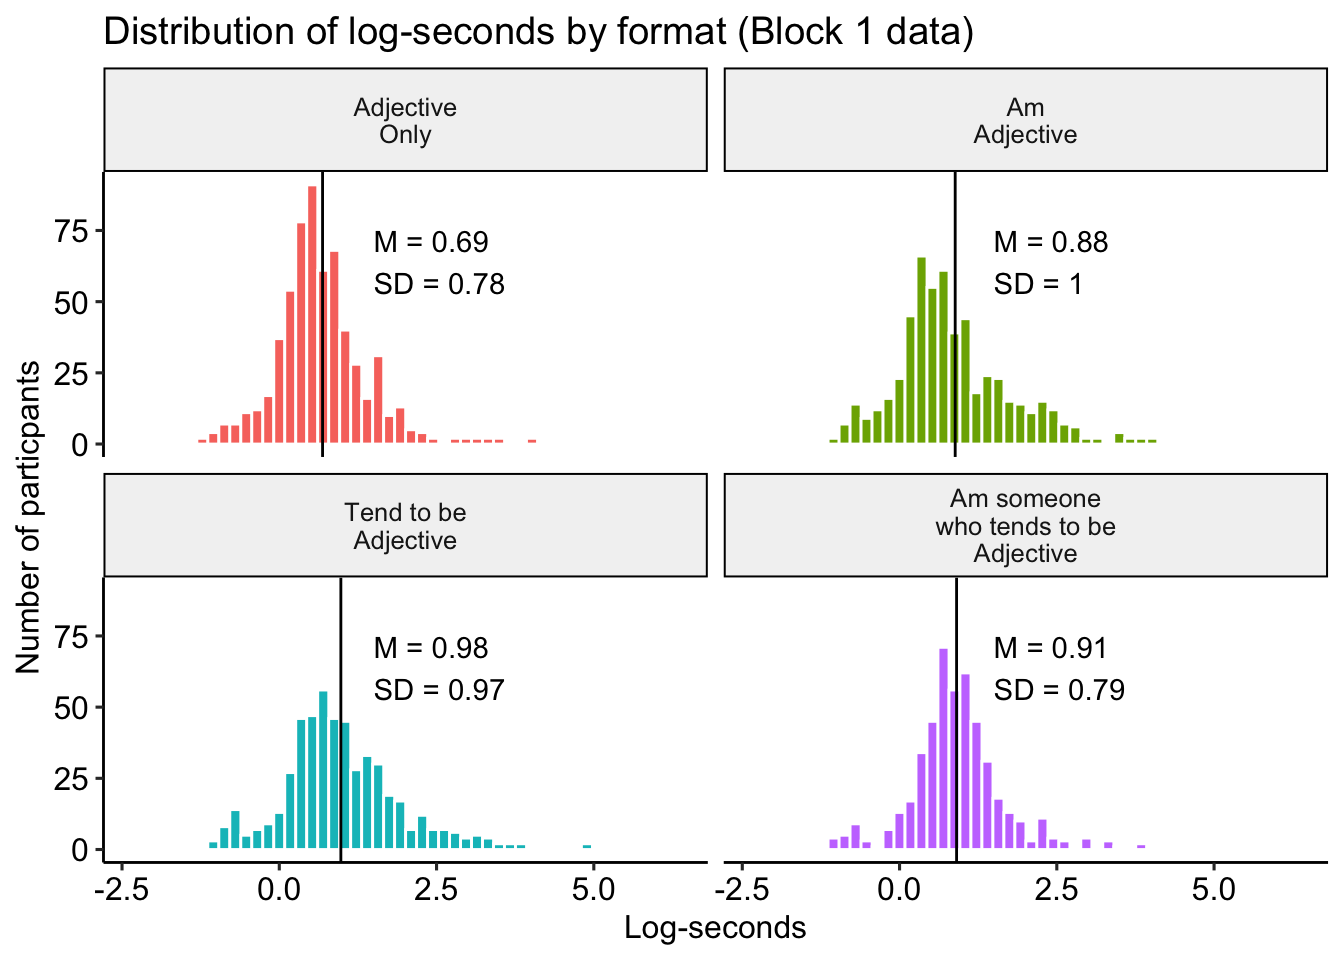 Distribution of log-seconds by format (Block 1 data)
Adjective
Only
Am
Adjective
M = 0.69
SD = 0.78
M = 0.88
SD = 1
75
50
25
0
Tend to be
Adjective
Am someone
who tends to be
Adjective
M = 0.98
SD = 0.97
M = 0.91
SD = 0.79
75
50
25
0
Number of particpants
-2.5 0.0 2.5 5.0
-2.5 0.0 2.5 5.0
Log-seconds